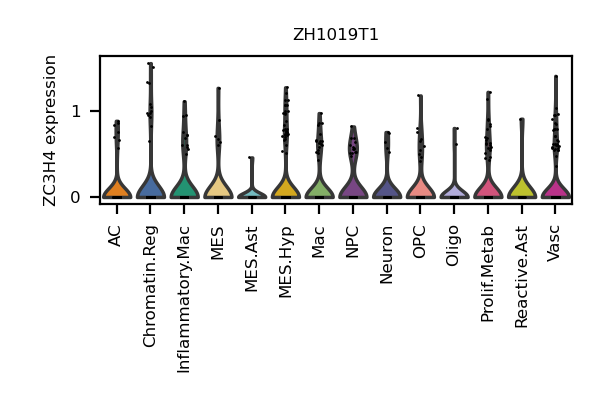 ZH1019T1
ZC3H4 expression
1
0
AC
Chromatin.Reg
Inflammatory.Mac
MES
MES.Ast
MES.Hyp
Mac
NPC
Neuron
OPC
Oligo
Prolif.Metab
Reactive.Ast
Vasc